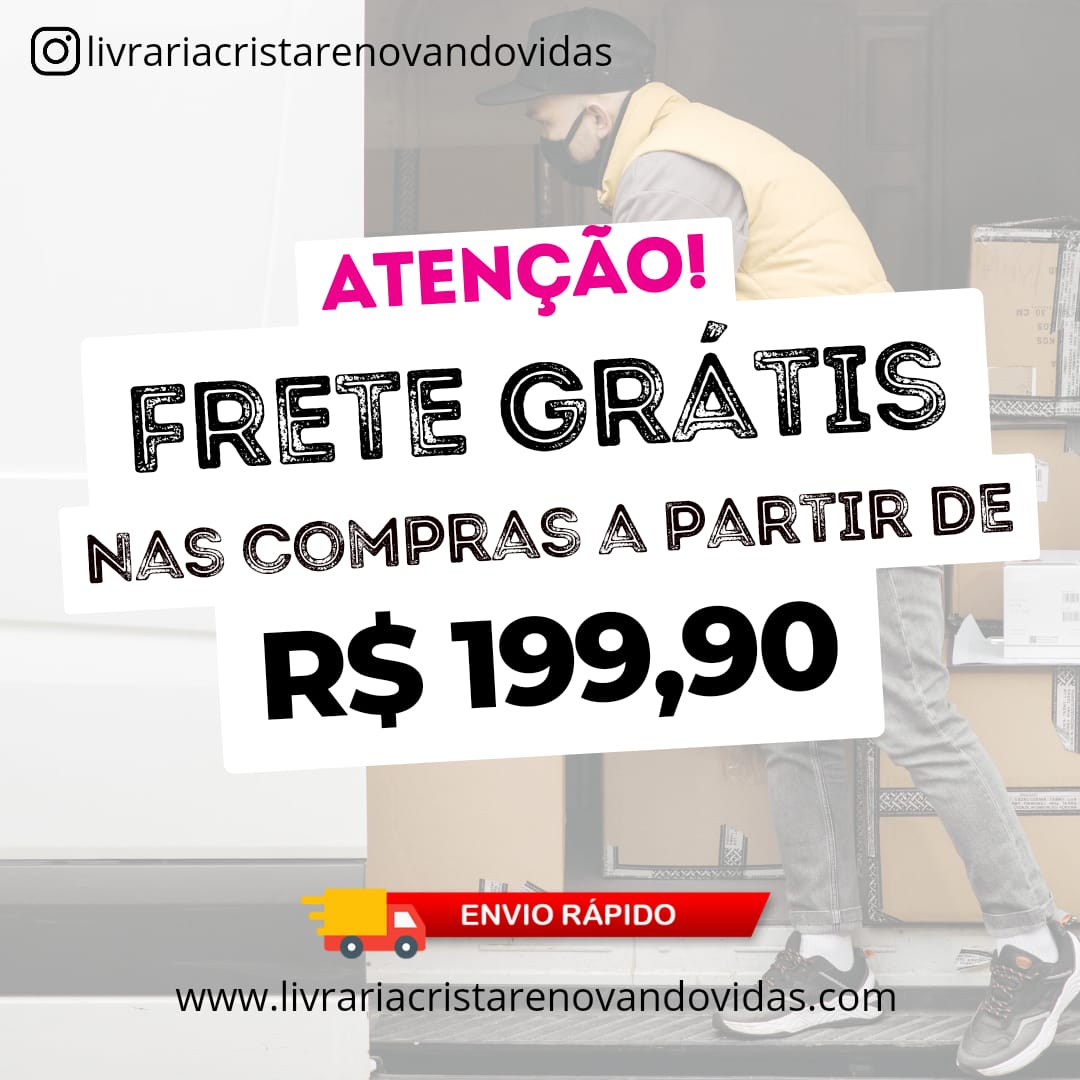 livrariacristarenovandovidas
ATENÇÃO!
FRETE GRÁTIS
NAS COMPRAS A PARTIR DE
R$ 199,90
ENVIO RÁPIDO
www.livrariacristarenovandovidas.com